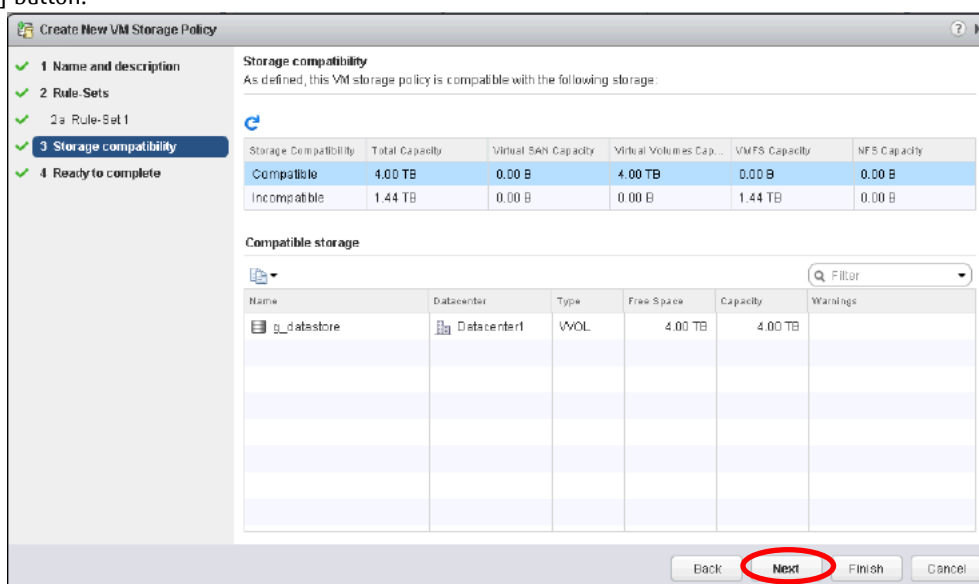 ] button.
Create New VM Storage Policy
1 Name and description
2 Rule-Sets
2a Rule-Set 1
3 Storage compatibility
4 Ready to complete
Storage compatibility
As defined, this VM storage policy is compatible with the following storage:
Storage Compatibility Total Capacity Virtual SAN Capacity Virtual Volumes Cap... VMFS Capacity NFS Capacity
Compatible 4.00 TB 0.00 B 4.00 TB 0.00 B 0.00 B
Incompatible 1.44 TB 0.00 B 0.00 B 1.44 TB 0.00 B
Compatible storage
Filter
Name Datacenter Type Free Space Capacity Warnings
g_datastore Datacenter1 VVOL 4.00 TB 4.00 TB
Back Next Finish Cancel